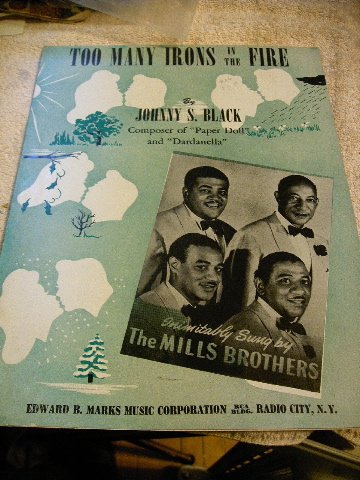 TOO MANY IRONS IN THE FIRE
By
JOHNNY S. BLACK
Composer of "Paper Doll"
and "Dardanella"
Inimitably Sung by
The MILLS BROTHERS
EDWARD B. MARKS MUSIC CORPORATION RCA BLDG. RADIO CITY, N.Y.